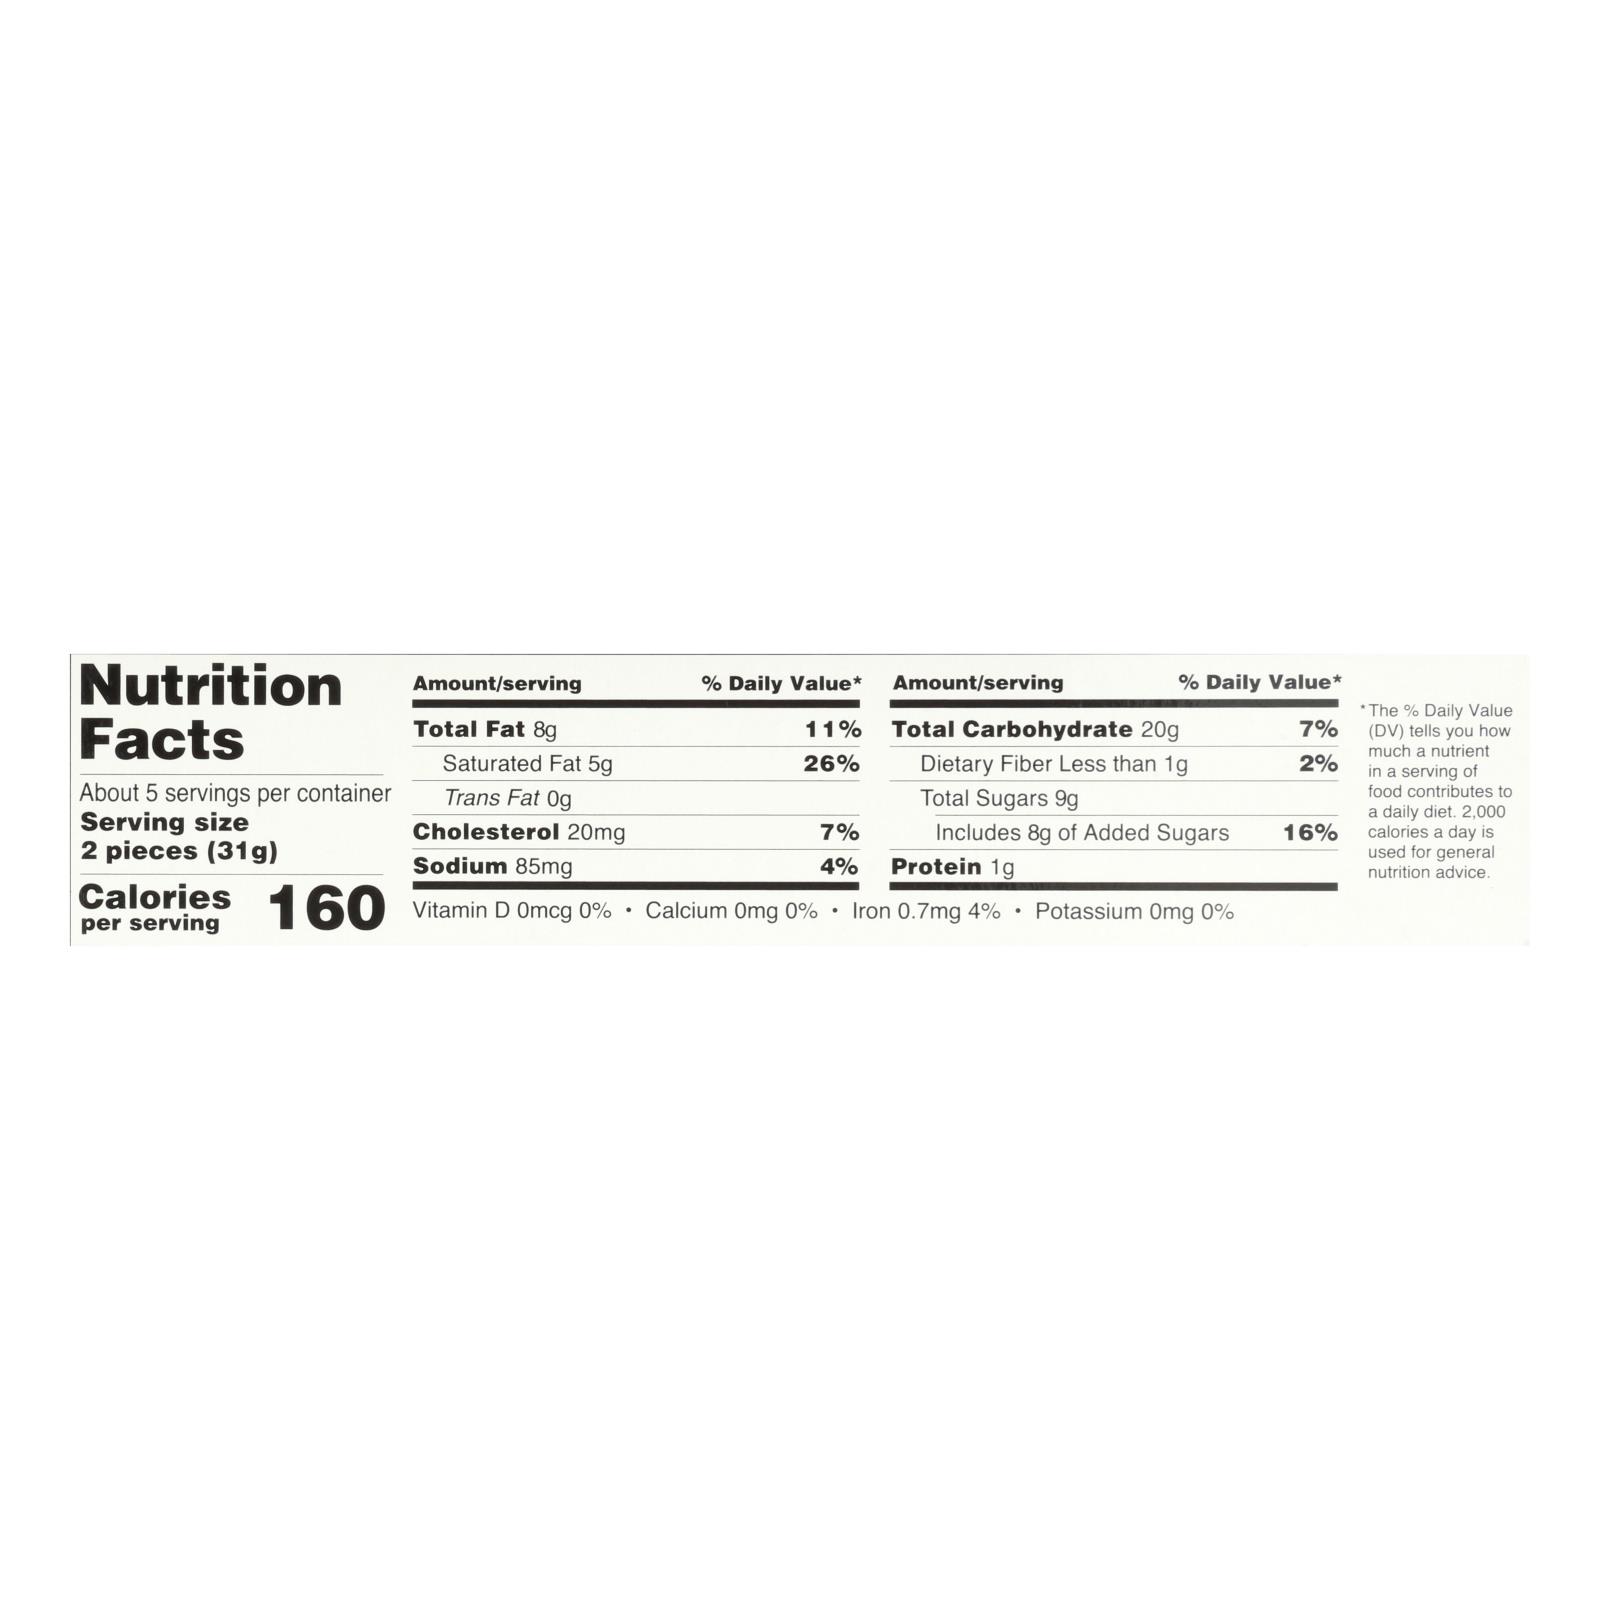 Nutrition
Facts
About 5 servings per container
Serving size
2 pieces (31g)
Calories 160
per serving
Amount/serving % Daily Value*
Total Fat 8g 11%
Saturated Fat 5g 26%
Trans Fat 0g
Cholesterol 20mg 7%
Sodium 85mg 4%
Amount/serving % Daily Value*
Total Carbohydrate 20g 7%
Dietary Fiber Less than 1g 2%
Total Sugars 9g
Includes 8g of Added Sugars 16%
Protein 1g
Vitamin D 0mcg 0% • Calcium 0mg 0% • Iron 0.7mg 4% • Potassium 0mg 0%
*The % Daily Value
(DV) tells you how
much a nutrient
in a serving of
food contributes to
a daily diet. 2,000
calories a day is
used for general
nutrition advice.